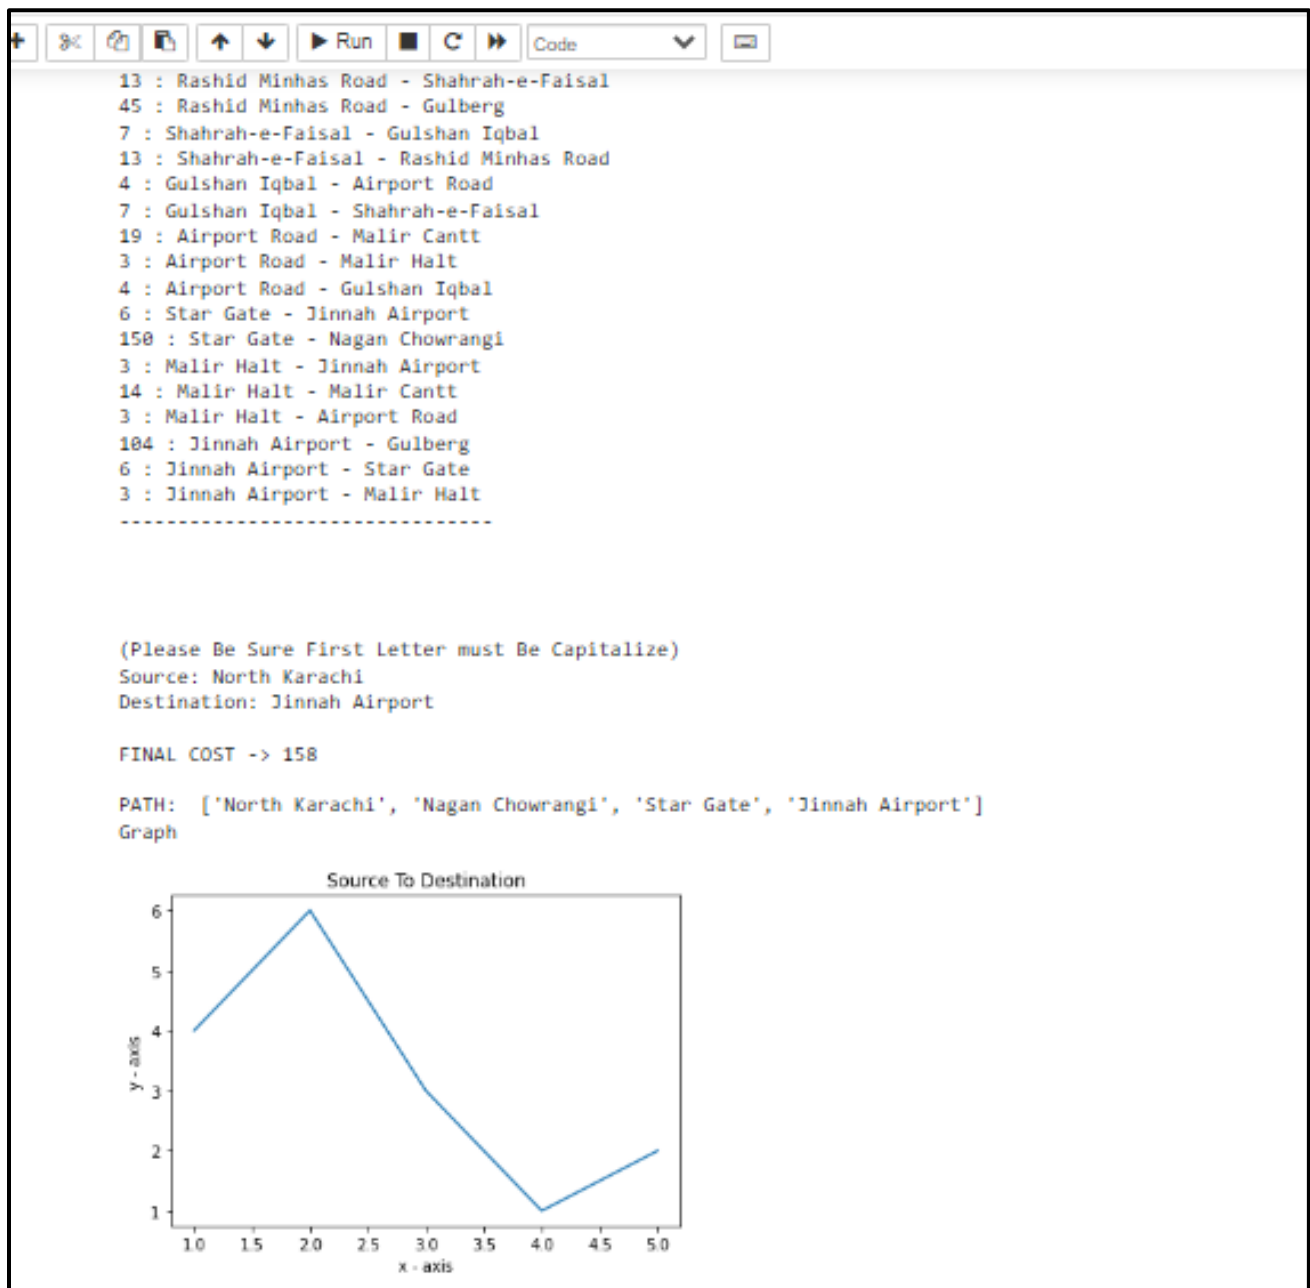 Run
Code
13 : Rashid Minhas Road - Shahrah-e-Faisal
45 : Rashid Minhas Road - Gulberg
7 : Shahrah-e-Faisal - Gulshan Iqbal
13 : Shahrah-e-Faisal - Rashid Minhas Road
4 : Gulshan Iqbal - Airport Road
7 : Gulshan Iqbal - Shahrah-e-Faisal
19 : Airport Road - Malir Cantt
3 : Airport Road - Malir Halt
4 : Airport Road - Gulshan Iqbal
6 : Star Gate - Jinnah Airport
150 : Star Gate - Nagan Chowrangi
3 : Malir Halt - Jinnah Airport
14 : Malir Halt - Malir Cantt
3 : Malir Halt - Airport Road
104 : Jinnah Airport - Gulberg
6 : Jinnah Airport - Star Gate
3 : Jinnah Airport - Malir Halt
--------------------------------
(Please Be Sure First Letter must Be Capitalize)
Source: North Karachi
Destination: Jinnah Airport
FINAL COST -> 158
PATH:  ['North Karachi', 'Nagan Chowrangi', 'Star Gate', 'Jinnah Airport']
Graph
Source To Destination
6
5
4
3
2
1
y - axis
1.0 1.5 2.0 2.5 3.0 3.5 4.0 4.5 5.0
x - axis